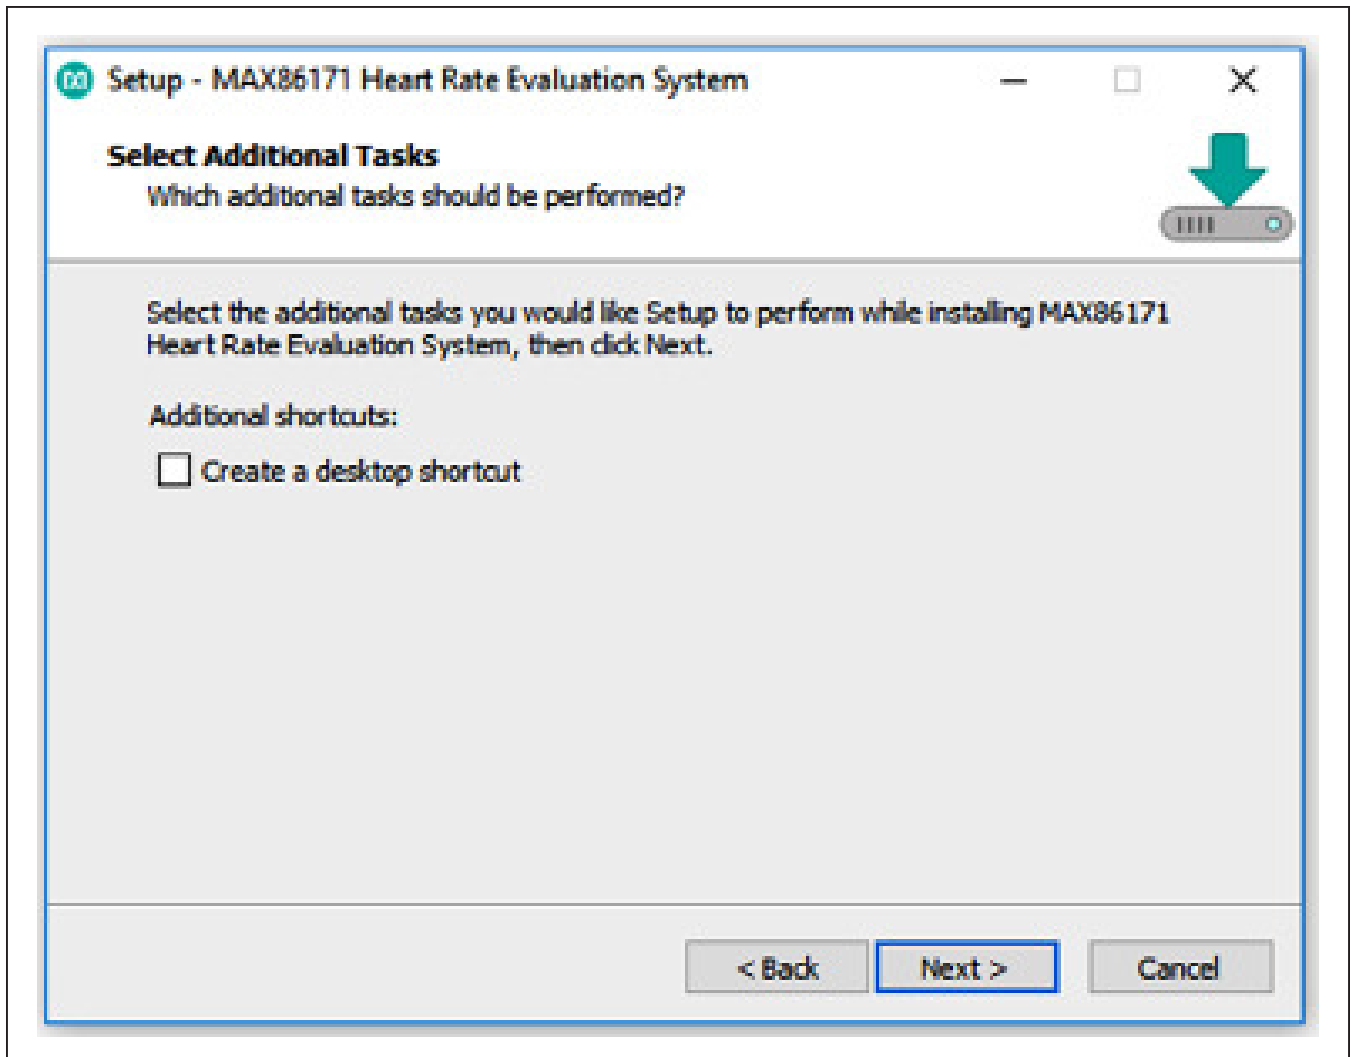 Setup - MAX86171 Heart Rate Evaluation System
Select Additional Tasks
Which additional tasks should be performed?
Select the additional tasks you would like Setup to perform while installing MAX86171
Heart Rate Evaluation System, then click Next.
Additional shortcuts:
Create a desktop shortcut
< Back Next > Cancel